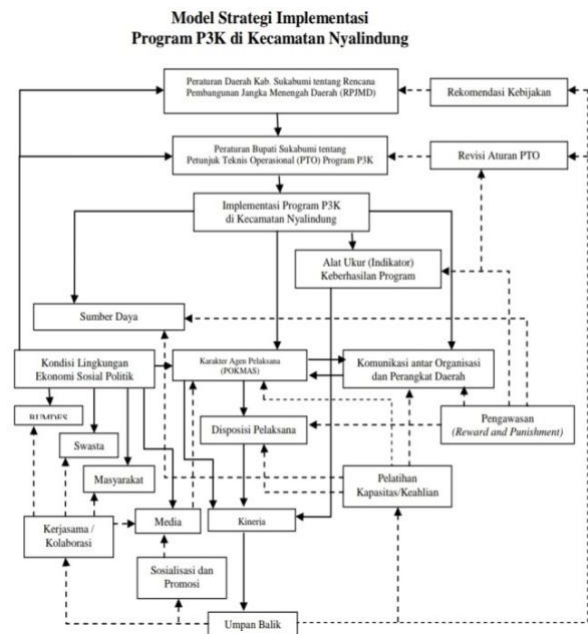 Model Strategi Implementasi
Program P3K di Kecamatan Nyalindung
Peraturan Daerah Kab. Sukabumi tentang Rencana
Pembangunan Jangka Menengah Daerah (RPJMD)
Rekomendasi Kebijakan
Peraturan Bupati Sukabumi tentang
Petunjuk Teknis Operasional (PTO) Program P3K
Revisi Aturan PTO
Implementasi Program P3K
di Kecamatan Nyalindung
Alat Ukur (Indikator)
Keberhasilan Program
Sumber Daya
Kondisi Lingkungan
Ekonomi Sosial Politik
Karakter Agen Pelaksana
(POKMAS)
Komunikasi antar Organisasi
dan Perangkat Daerah
BUMDES
Swasta
Masyarakat
Disposisi Pelaksana
Pengawasan
(Reward and Punishment)
Pelatihan
Kapasitas/Keahlian
Kerjasama /
Kolaborasi
Media
Kinerja
Sosialisasi dan
Promosi
Umpan Balik